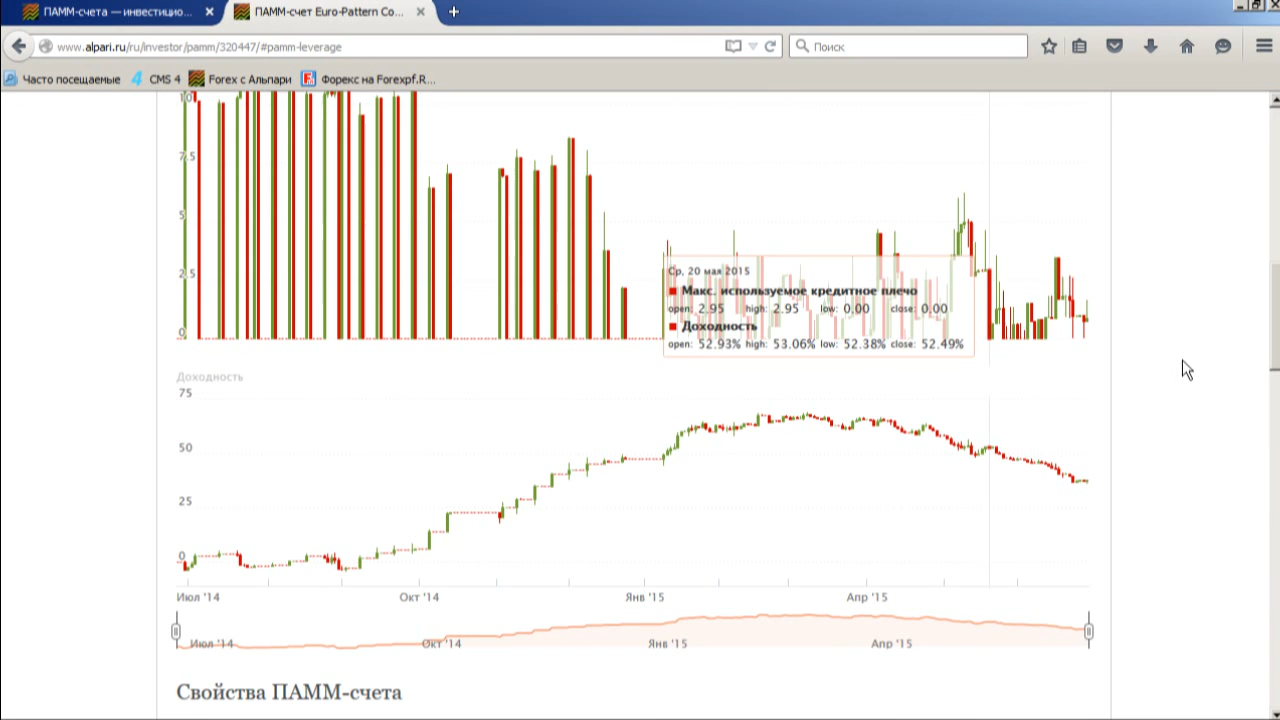 ПАММ-счета — инвестицио...
ПАММ-счет Euro-Pattern Co...
www.alpari.ru/ru/investor/pamm/320447/#pamm-leverage
Поиск
Часто посещаемые
CMS 4
Forex с Альпари
Форекс на Forexpf.R...
10
7.5
5
2.5
0
Ср, 20 мая 2015
Макс. используемое кредитное плечо
open: 2.95 high: 2.95 low: 0.00 close: 0.00
Доходность
open: 52.93% high: 53.06% low: 52.38% close: 52.49%
Доходность
75
50
25
0
Июл '14 Окт '14 Янв '15 Апр '15
Июл '14 Окт '14 Янв '15 Апр '15
Свойства ПАММ-счета